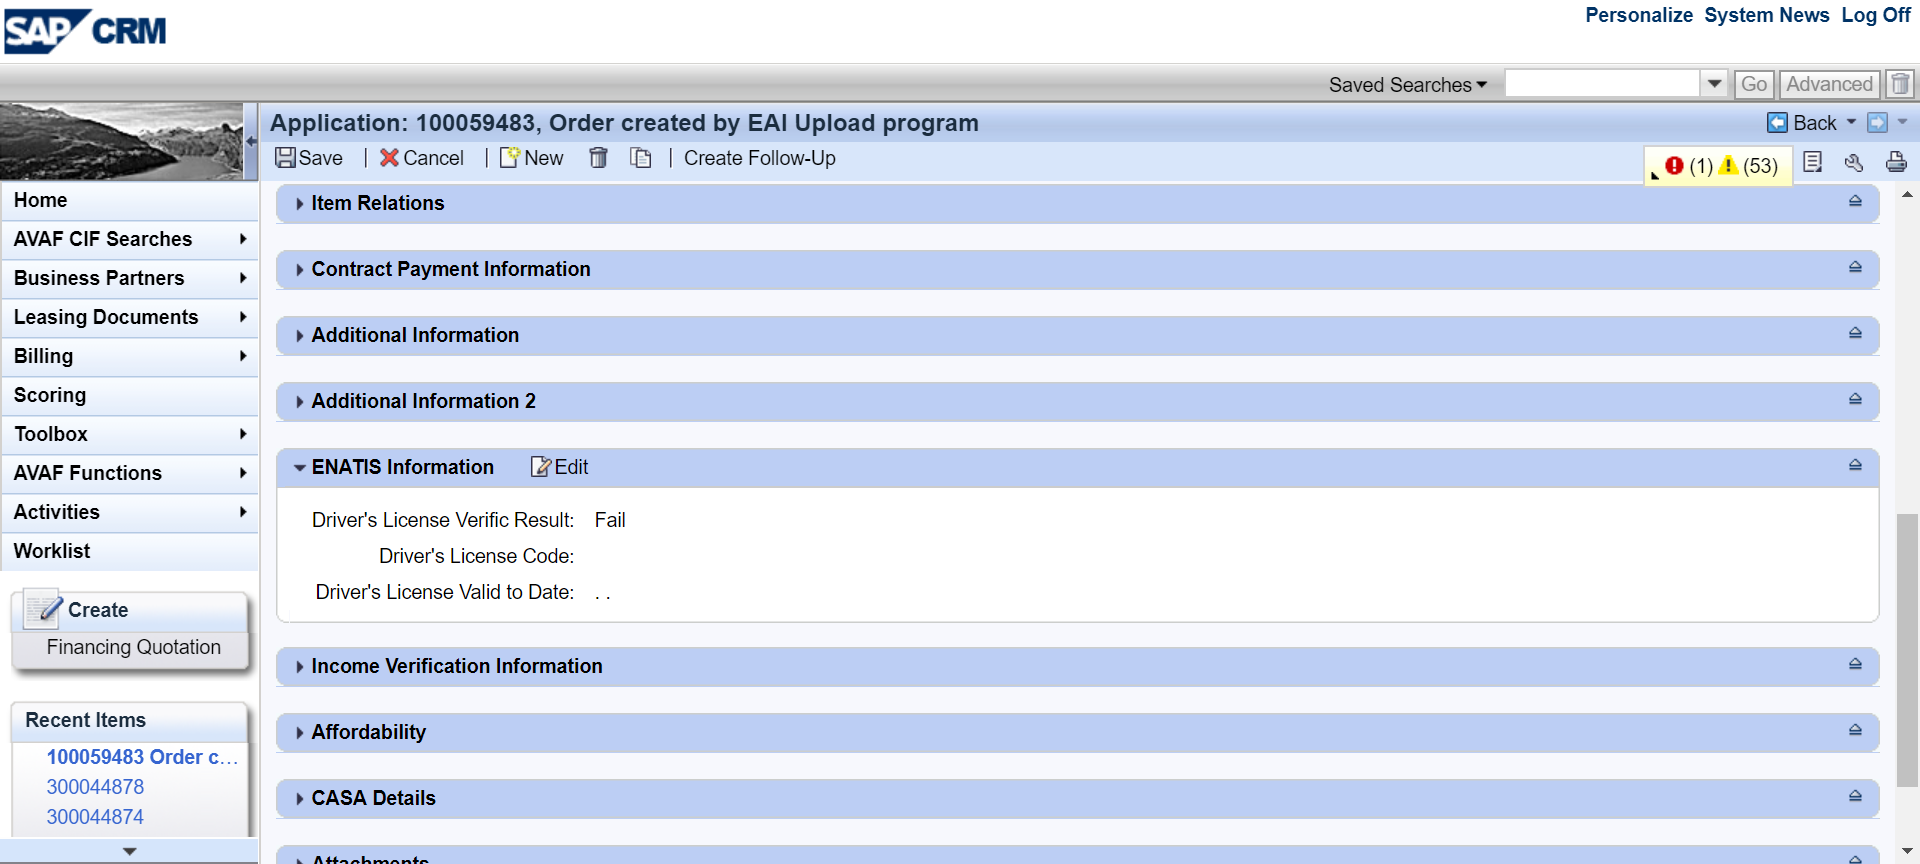 SAP CRM
Personalize System News Log Off
Saved Searches
Go
Advanced
Application: 100059483, Order created by EAI Upload program
Back
Save | Cancel | New | Create Follow-Up
(1) (53)
Home
AVAF CIF Searches
Business Partners
Leasing Documents
Billing
Scoring
Toolbox
AVAF Functions
Activities
Worklist
Create
Financing Quotation
Recent Items
100059483 Order c...
300044878
300044874
Item Relations
Contract Payment Information
Additional Information
Additional Information 2
ENATIS Information Edit
Driver's License Verific Result: Fail
Driver's License Code:
Driver's License Valid to Date: . .
Income Verification Information
Affordability
CASA Details
Attachments